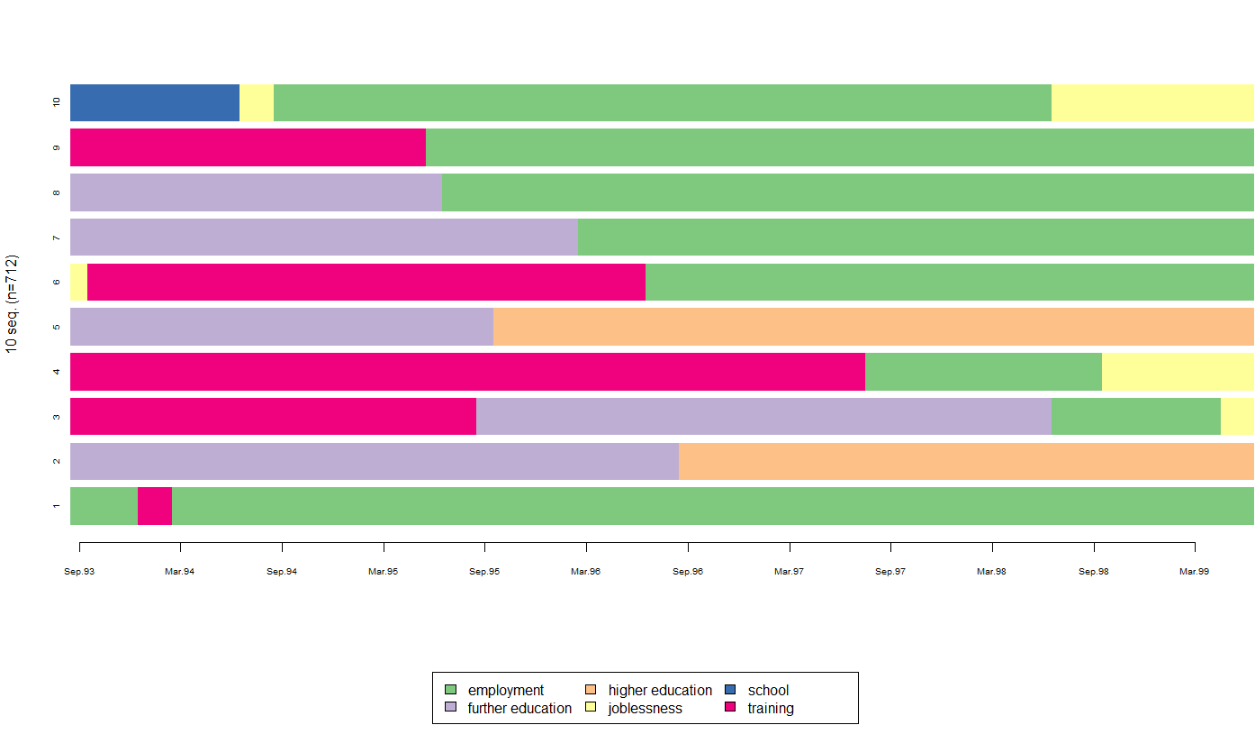 10 seq. (n=712)
10
9
8
7
6
5
4
3
2
1
Sep.93 Mar.94 Sep.94 Mar.95 Sep.95 Mar.96 Sep.96 Mar.97 Sep.97 Mar.98 Sep.98 Mar.99
employment higher education school
further education joblessness training